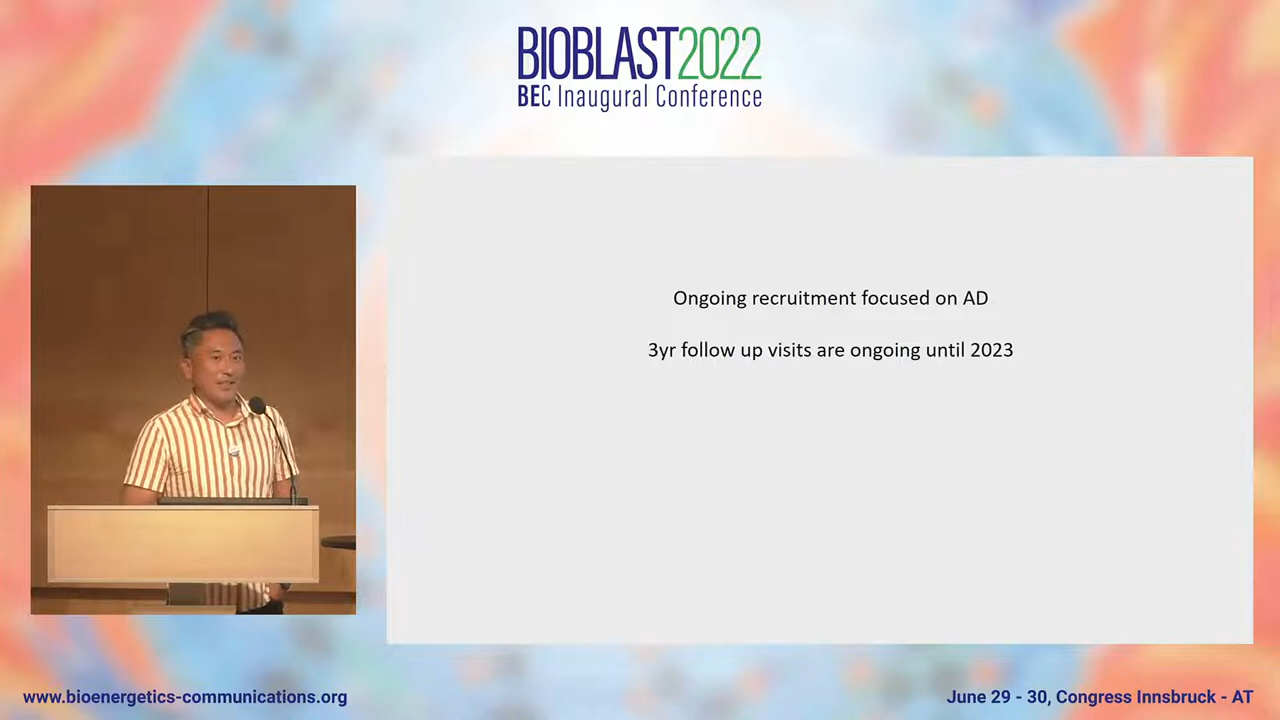 BIOBLAST2022
BEC Inaugural Conference
Ongoing recruitment focused on AD
3yr follow up visits are ongoing until 2023
www.bioenergetics-communications.org
June 29 - 30, Congress Innsbruck - AT